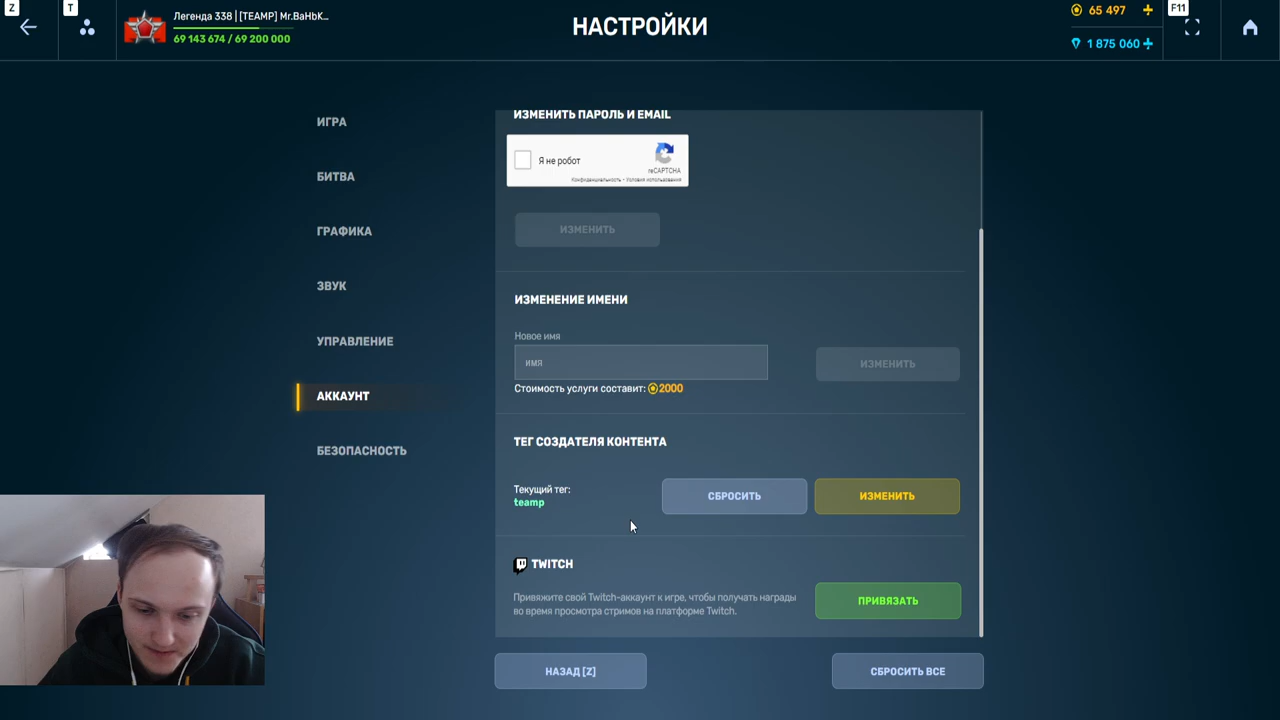 Z
T
Легенда 338 | [TEAMP] Mr.BaHbK...
69 143 674 / 69 200 000
НАСТРОЙКИ
65 497
1 875 060
F11
ИГРА
БИТВА
ГРАФИКА
ЗВУК
УПРАВЛЕНИЕ
АККАУНТ
БЕЗОПАСНОСТЬ
ИЗМЕНИТЬ ПАРОЛЬ И EMAIL
Я не робот
reCAPTCHA
Конфиденциальность - Условия использования
ИЗМЕНИТЬ
ИЗМЕНЕНИЕ ИМЕНИ
Новое имя
имя
ИЗМЕНИТЬ
Стоимость услуги составит: 2000
ТЕГ СОЗДАТЕЛЯ КОНТЕНТА
Текущий тег:
teamp
СБРОСИТЬ
ИЗМЕНИТЬ
TWITCH
Привяжите свой Twitch-аккаунт к игре, чтобы получать награды
во время просмотра стримов на платформе Twitch.
ПРИВЯЗАТЬ
НАЗАД [Z]
СБРОСИТЬ ВСЕ